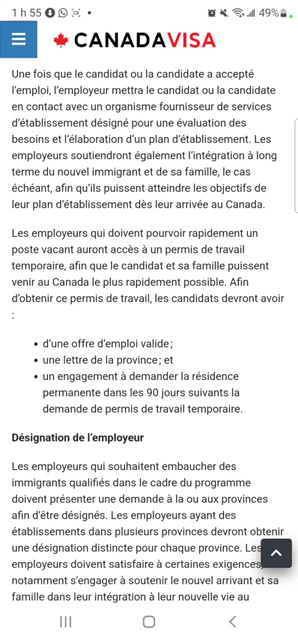 1 h 55
49%
CANADAVISA
Une fois que le candidat ou la candidate a accepté
l'emploi, l'employeur mettra le candidat ou la candidate
en contact avec un organisme fournisseur de services
d'établissement désigné pour une évaluation des
besoins et l'élaboration d'un plan d'établissement. Les
employeurs soutiendront également l'intégration à long
terme du nouvel immigrant et de sa famille, le cas
échéant, afin qu'ils puissent atteindre les objectifs de
leur plan d'établissement dès leur arrivée au Canada.
Les employeurs qui doivent pourvoir rapidement un
poste vacant auront accès à un permis de travail
temporaire, afin que le candidat et sa famille puissent
venir au Canada le plus rapidement possible. Afin
d'obtenir ce permis de travail, les candidats devront avoir
:
• d'une offre d'emploi valide;
• une lettre de la province; et
• un engagement à demander la résidence
permanente dans les 90 jours suivants la
demande de permis de travail temporaire.
Désignation de l'employeur
Les employeurs qui souhaitent embaucher des
immigrants qualifiés dans le cadre du programme
doivent présenter une demande à la ou aux provinces
afin d'être désignés. Les employeurs ayant des
établissements dans plusieurs provinces devront obtenir
une désignation distincte pour chaque province. Les
employeurs doivent satisfaire à certaines exigences,
notamment s'engager à soutenir le nouvel arrivant et sa
famille dans leur intégration à leur nouvelle vie au